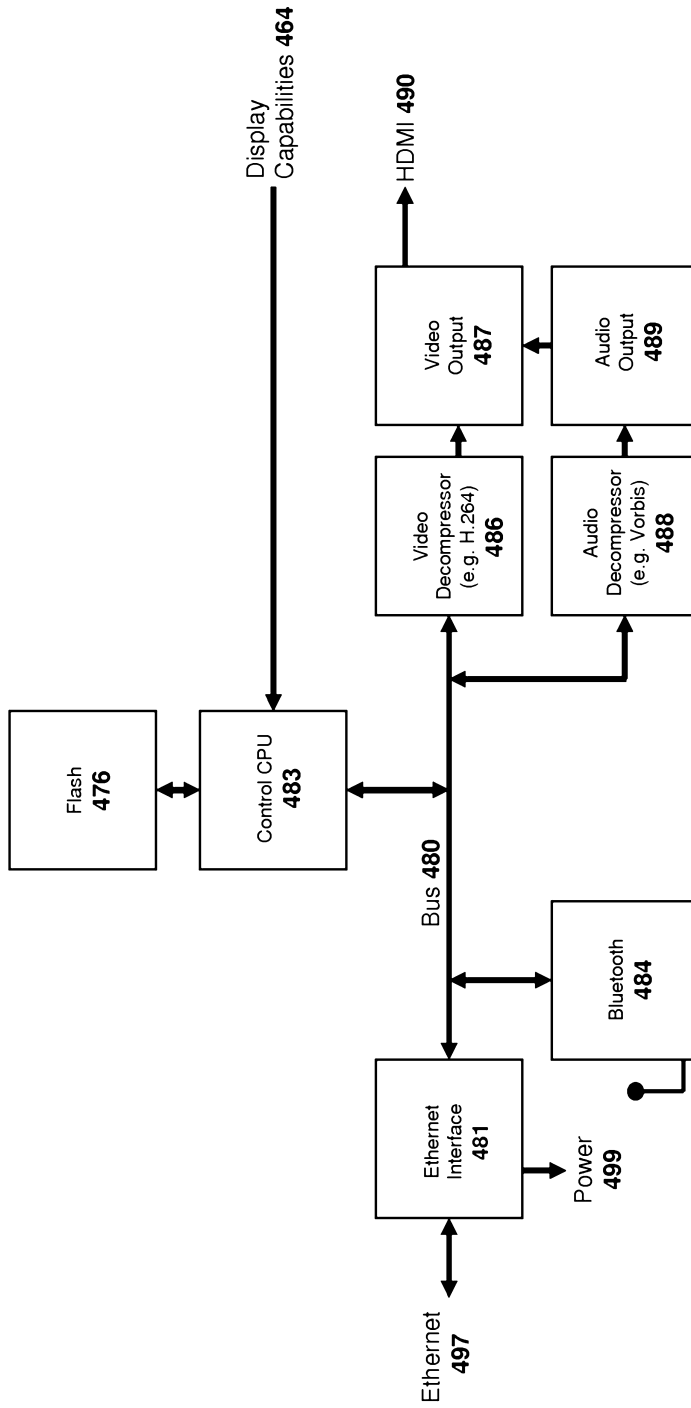 Display
Capabilities 464
Flash
476
Control CPU
483
HDMI 490
Video
Output
487
Audio
Output
489
Video
Decompressor
(e.g. H.264)
486
Audio
Decompressor
(e.g. Vorbis)
488
Bus 480
Bluetooth
484
Ethernet
Interface
481
Power
499
Ethernet
497